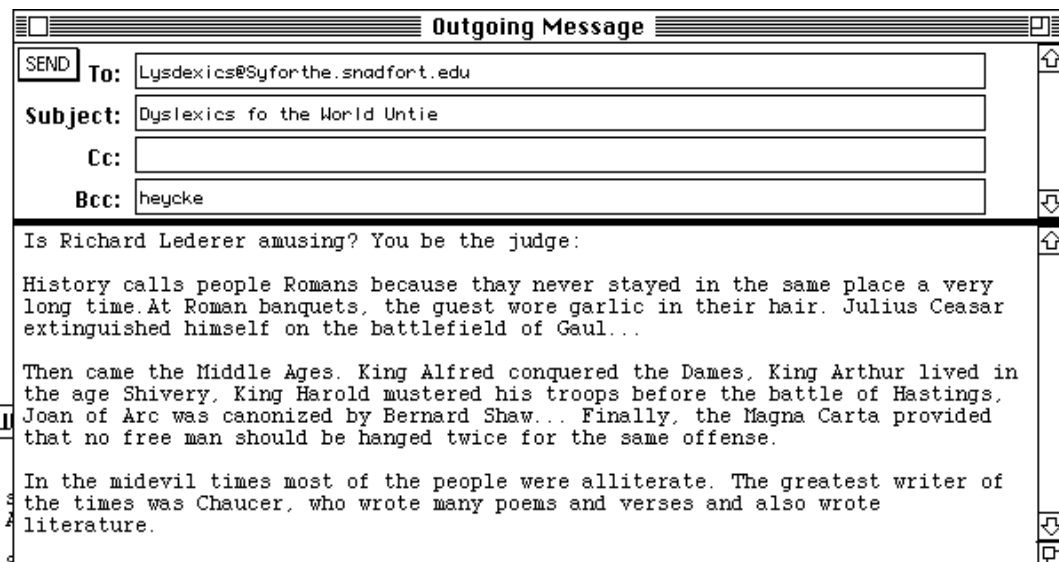 Outgoing Message
SEND
To: Lysdexics@Syforthe.snadfort.edu
Subject: Dyslexics fo the World Untie
Cc:
Bcc: heycke
Is Richard Lederer amusing? You be the judge:
History calls people Romans because thay never stayed in the same place a very
long time.At Roman banquets, the guest wore garlic in their hair. Julius Ceasar
extinguished himself on the battlefield of Gaul...
Then came the Middle Ages. King Alfred conquered the Dames, King Arthur lived in
the age Shivery, King Harold mustered his troops before the battle of Hastings,
Joan of Arc was canonized by Bernard Shaw... Finally, the Magna Carta provided
that no free man should be hanged twice for the same offense.
In the midevil times most of the people were alliterate. The greatest writer of
the times was Chaucer, who wrote many poems and verses and also wrote
literature.